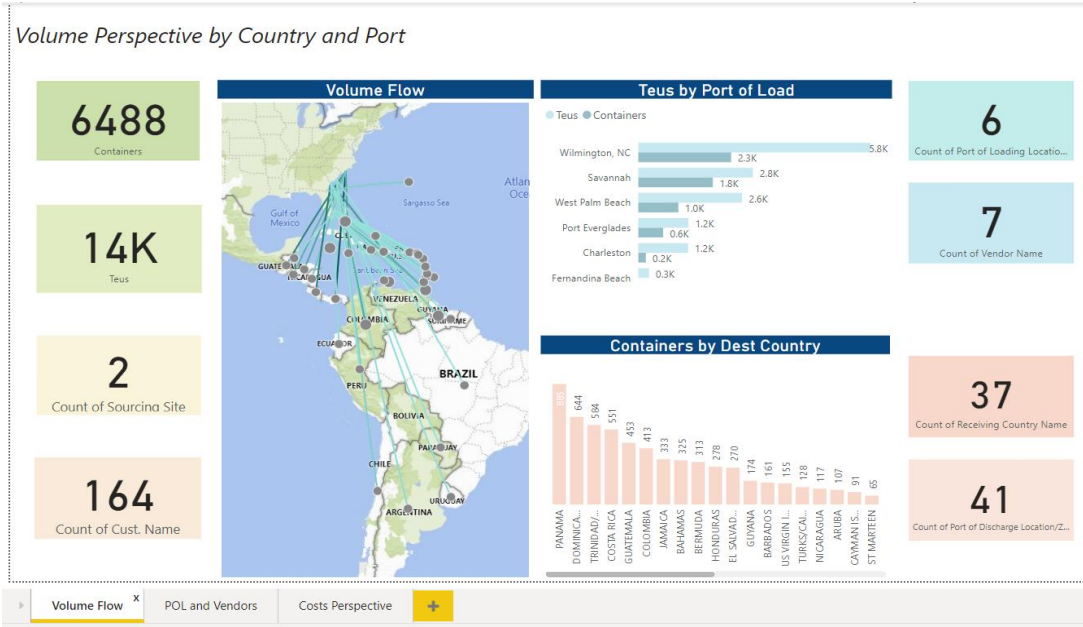 Volume Perspective by Country and Port
6488
Containers
14K
Teus
2
Count of Sourcing Site
164
Count of Cust. Name
Volume Flow
Atlan
Oce
Sargasso Sea
Gulf of
Mexico
VENEZUELA
GUYANA
SURINAME
COLOMBIA
ECUADOR
PERU
BRAZIL
BOLIVIA
PARAGUAY
CHILE
URUGUAY
ARGENTINA
Teus by Port of Load
Teus Containers
Wilmington, NC 5.8K
2.3K
Savannah 2.8K
1.8K
West Palm Beach 2.6K
1.0K
Port Everglades 1.2K
0.6K
Charleston 1.2K
0.2K
Fernandina Beach 0.3K
Containers by Dest Country
644
584
551
453
413
333
325
313
278
270
174
161
155
128
117
107
91
65
PANAMA
DOMINICA...
TRINIDAD/...
COSTA RICA
GUATEMALA
COLOMBIA
JAMAICA
BAHAMAS
BERMUDA
HONDURAS
EL SALVAD...
GUYANA
BARBADOS
US VIRGIN I...
TURKS/CAI...
NICARAGUA
ARUBA
CAYMAN IS...
ST MARTEEN
6
Count of Port of Loading Locatio...
7
Count of Vendor Name
37
Count of Receiving Country Name
41
Count of Port of Discharge Location/Z...
Volume Flow x
POL and Vendors
Costs Perspective
+